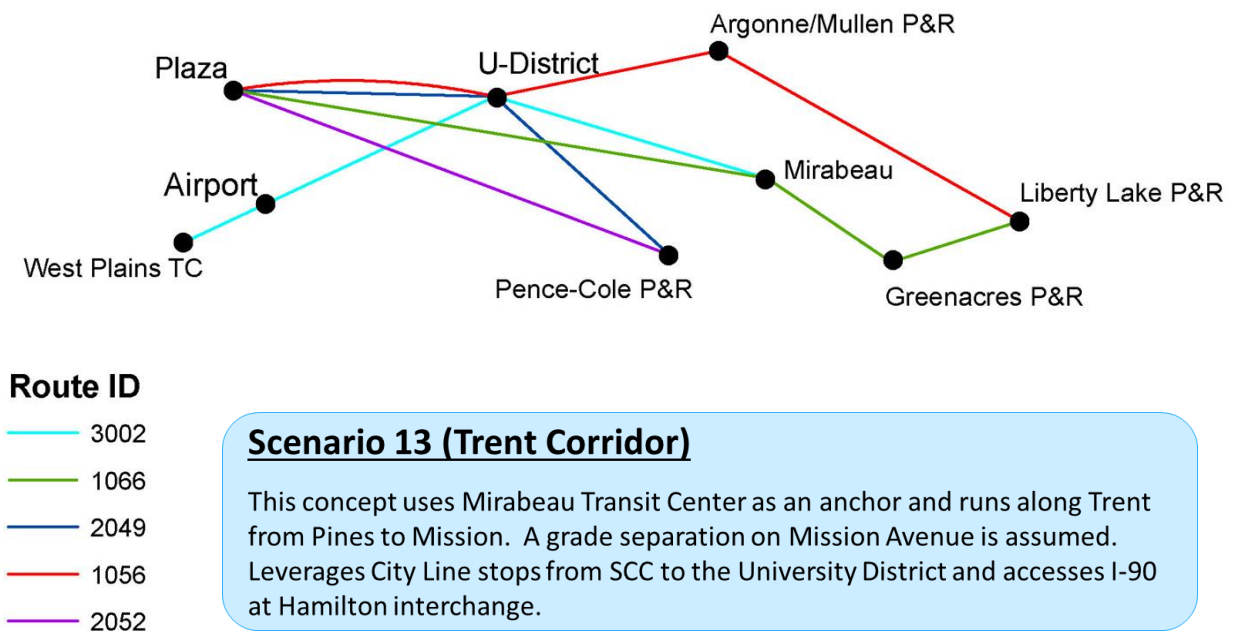 Argonne/Mullen P&R
U-District
Plaza
Mirabeau
Airport
Liberty Lake P&R
West Plains TC
Pence-Cole P&R
Greenacres P&R
Route ID
3002
1066
2049
1056
2052
Scenario 13 (Trent Corridor)
This concept uses Mirabeau Transit Center as an anchor and runs along Trent
from Pines to Mission. A grade separation on Mission Avenue is assumed.
Leverages City Line stops from SCC to the University District and accesses I-90
at Hamilton interchange.